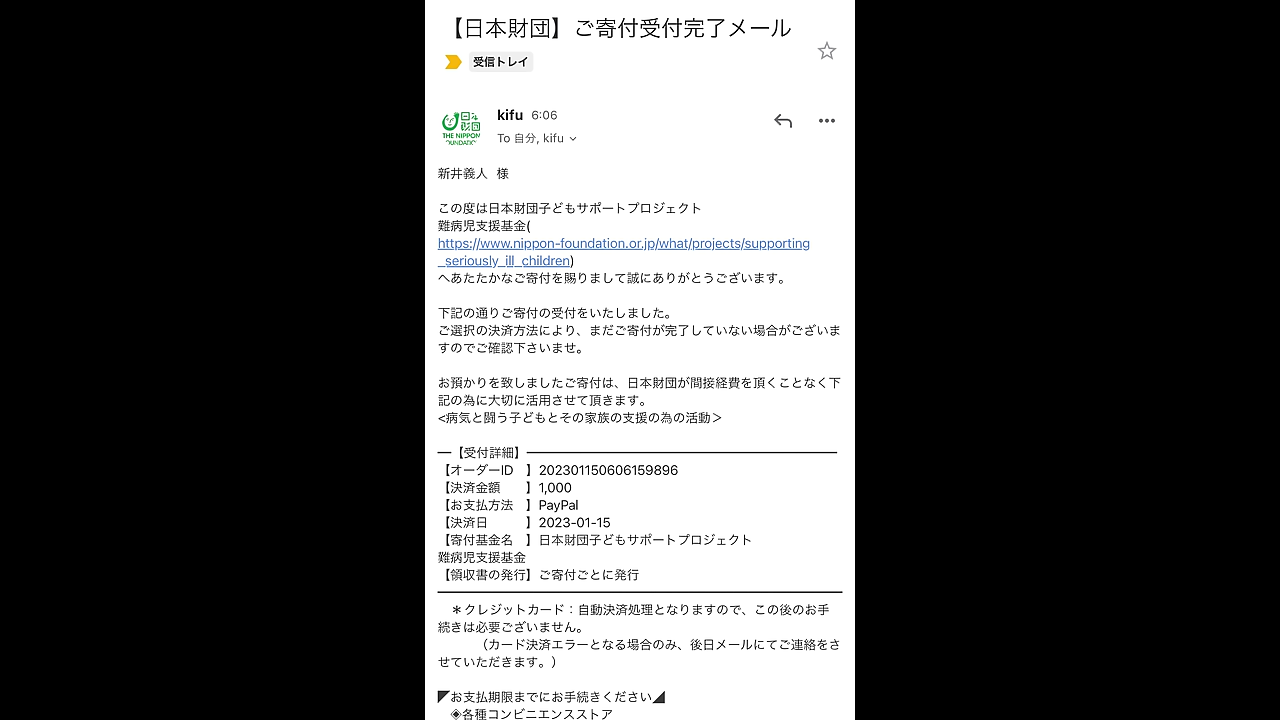 【日本財団】ご寄付受付完了メール
受信トレイ
日本財団
THE NIPPON
FOUNDATION
kifu 6:06
To 自分, kifu
新井義人 様
この度は日本財団子どもサポートプロジェクト
難病児支援基金(
https://www.nippon-foundation.or.jp/what/projects/supporting
_seriously_ill_children)
へあたたかなご寄付を賜りまして誠にありがとうございます。
下記の通りご寄付の受付をいたしました。
ご選択の決済方法により、まだご寄付が完了していない場合がございま
すのでご確認下さいませ。
お預かりを致しましたご寄付は、日本財団が間接経費を頂くことなく下
記の為に大切に活用させて頂きます。
<病気と闘う子どもとその家族の支援の為の活動＞
━【受付詳細】━━━━━━━━━━━━━━━━━━━━━━━━━
【オーダーID　】202301150606159896
【決済金額　　】1,000
【お支払方法　】PayPal
【決済日　　　】2023-01-15
【寄付基金名　】日本財団子どもサポートプロジェクト
難病児支援基金
【領収書の発行】ご寄付ごとに発行
＊クレジットカード：自動決済処理となりますので、この後のお手
続きは必要ございません。
（カード決済エラーとなる場合のみ、後日メールにてご連絡をさ
せていただきます。）
◤お支払期限までにお手続きください◢
◈各種コンビニエンスストア